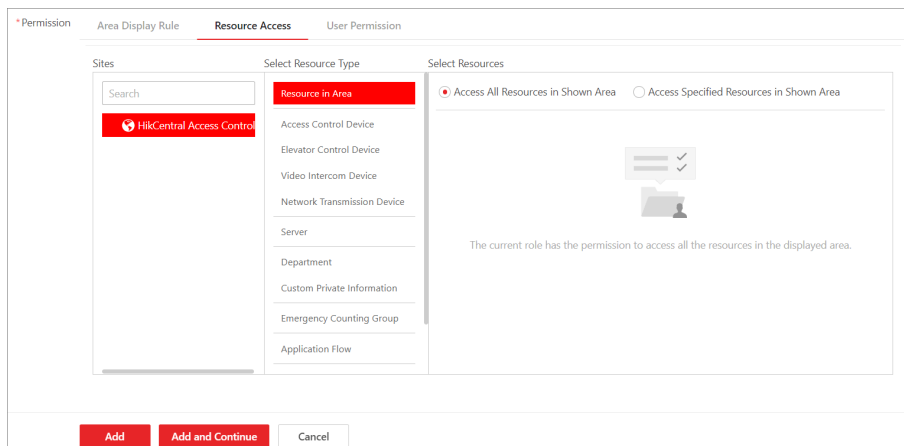 *Permission
Area Display Rule
Resource Access
User Permission
Sites
Select Resource Type
Select Resources
Search
HikCentral Access Control
Resource in Area
Access Control Device
Elevator Control Device
Video Intercom Device
Network Transmission Device
Server
Department
Custom Private Information
Emergency Counting Group
Application Flow
Access All Resources in Shown Area
Access Specified Resources in Shown Area
The current role has the permission to access all the resources in the displayed area.
Add
Add and Continue
Cancel